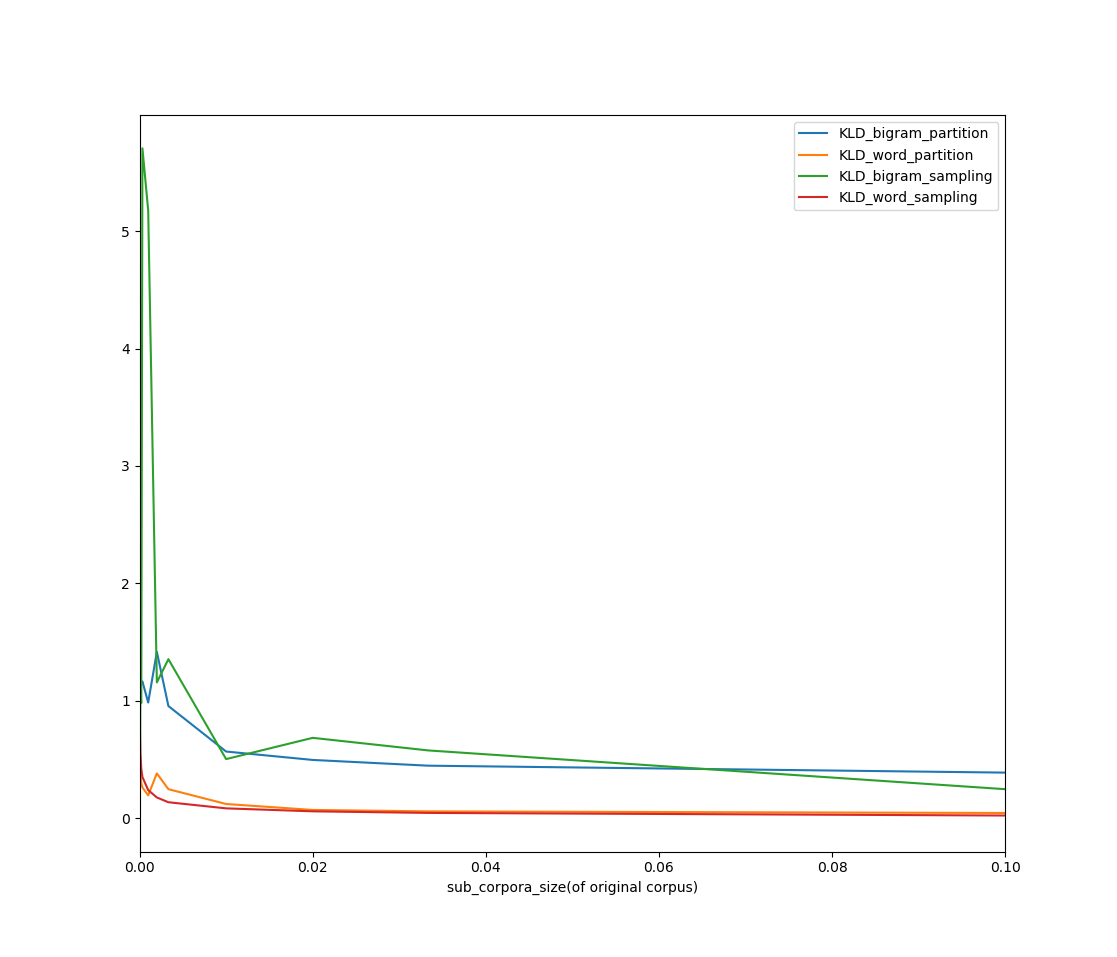 KLD_bigram_partition
KLD_word_partition
KLD_bigram_sampling
KLD_word_sampling
5
4
3
2
1
0
0.00 0.02 0.04 0.06 0.08 0.10
sub_corpora_size(of original corpus)